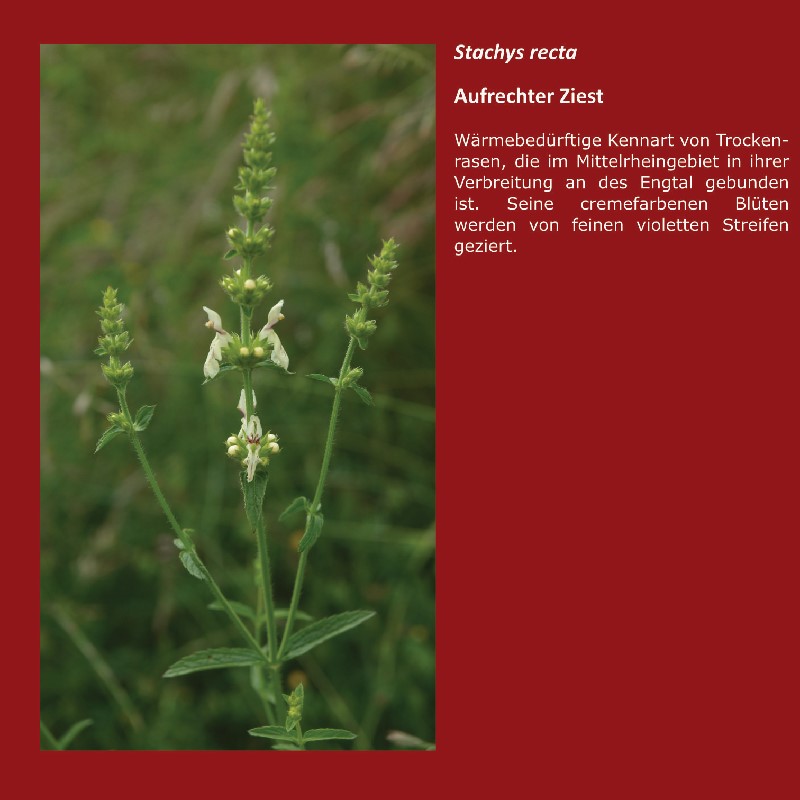 Stachys recta
Aufrechter Ziest
Wärmebedürftige Kennart von Trocken-
rasen, die im Mittelrheingebiet in ihrer
Verbreitung an des Engtal gebunden
ist. Seine cremefarbenen Blüten
werden von feinen violetten Streifen
geziert.